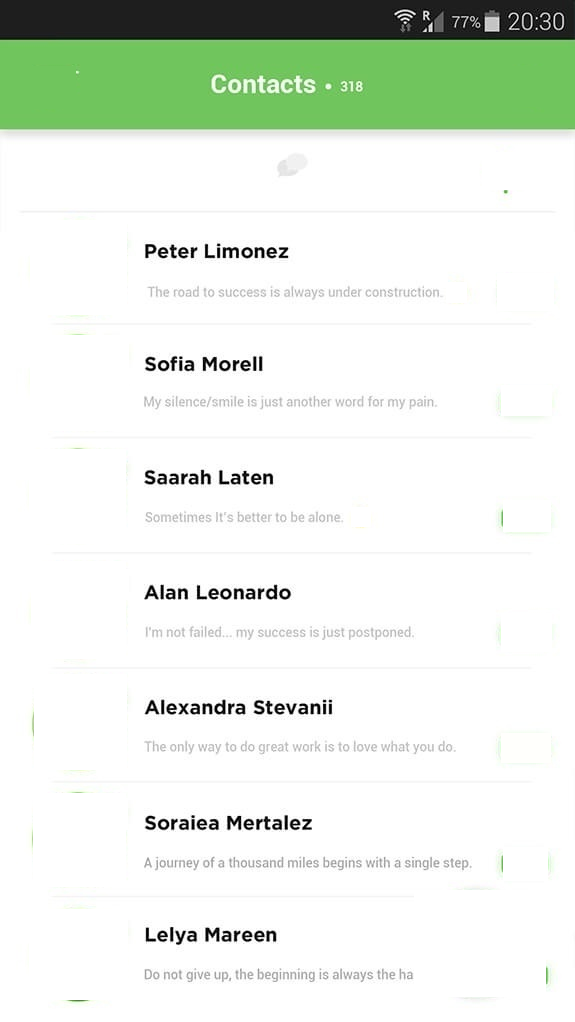 R 77% 20:30
Contacts • 318
Peter Limonez
The road to success is always under construction.
Sofia Morell
My silence/smile is just another word for my pain.
Saarah Laten
Sometimes It's better to be alone.
Alan Leonardo
I'm not failed... my success is just postponed.
Alexandra Stevanii
The only way to do great work is to love what you do.
Soraiea Mertalez
A journey of a thousand miles begins with a single step.
Lelya Mareen
Do not give up, the beginning is always the ha